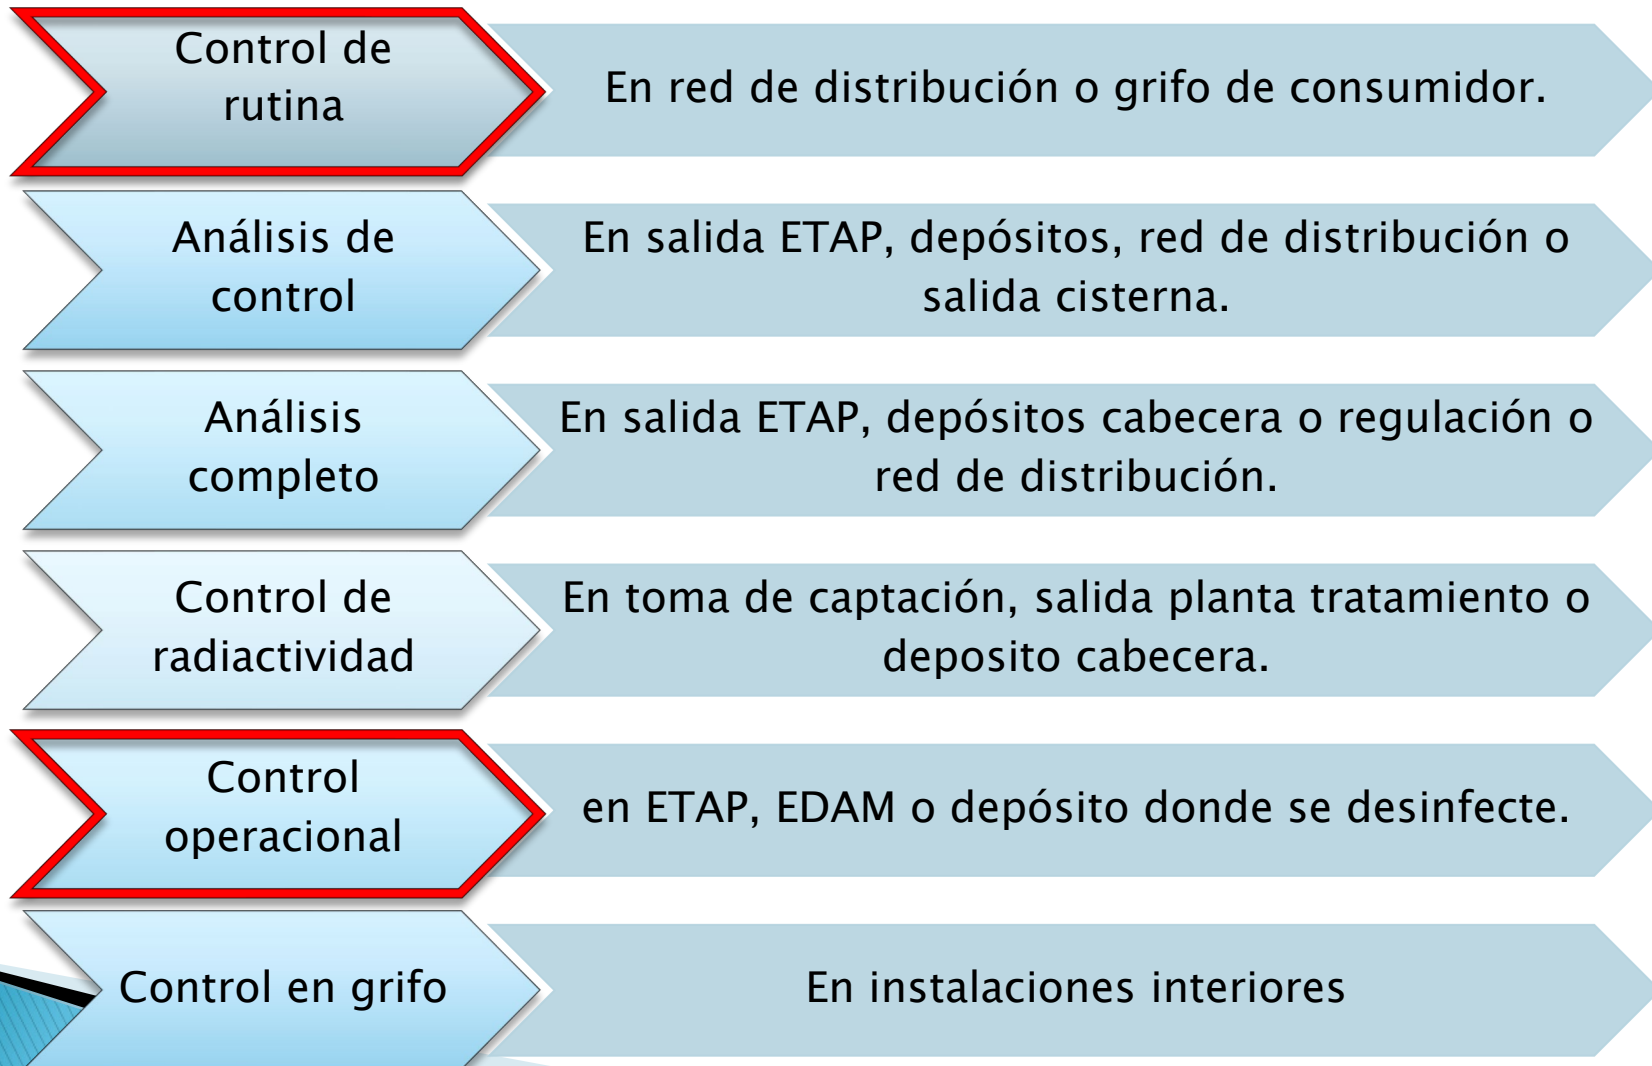 Control de
rutina
En red de distribución o grifo de consumidor.
Análisis de
control
En salida ETAP, depósitos, red de distribución o
salida cisterna.
Análisis
completo
En salida ETAP, depósitos cabecera o regulación o
red de distribución.
Control de
radiactividad
En toma de captación, salida planta tratamiento o
deposito cabecera.
Control
operacional
en ETAP, EDAM o depósito donde se desinfecte.
Control en grifo
En instalaciones interiores